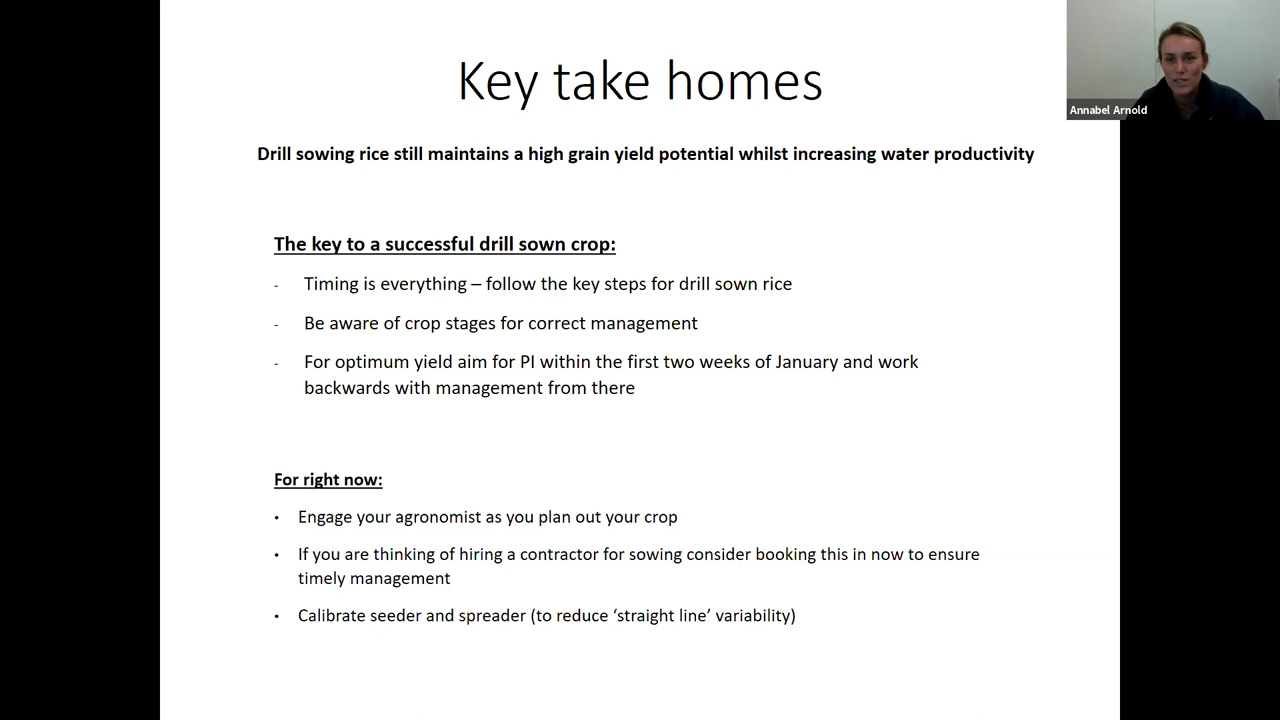 Key take homes
Annabel Arnold
Drill sowing rice still maintains a high grain yield potential whilst increasing water productivity
The key to a successful drill sown crop:
- Timing is everything – follow the key steps for drill sown rice
- Be aware of crop stages for correct management
- For optimum yield aim for PI within the first two weeks of January and work
backwards with management from there
For right now:
• Engage your agronomist as you plan out your crop
• If you are thinking of hiring a contractor for sowing consider booking this in now to ensure
timely management
• Calibrate seeder and spreader (to reduce ‘straight line’ variability)